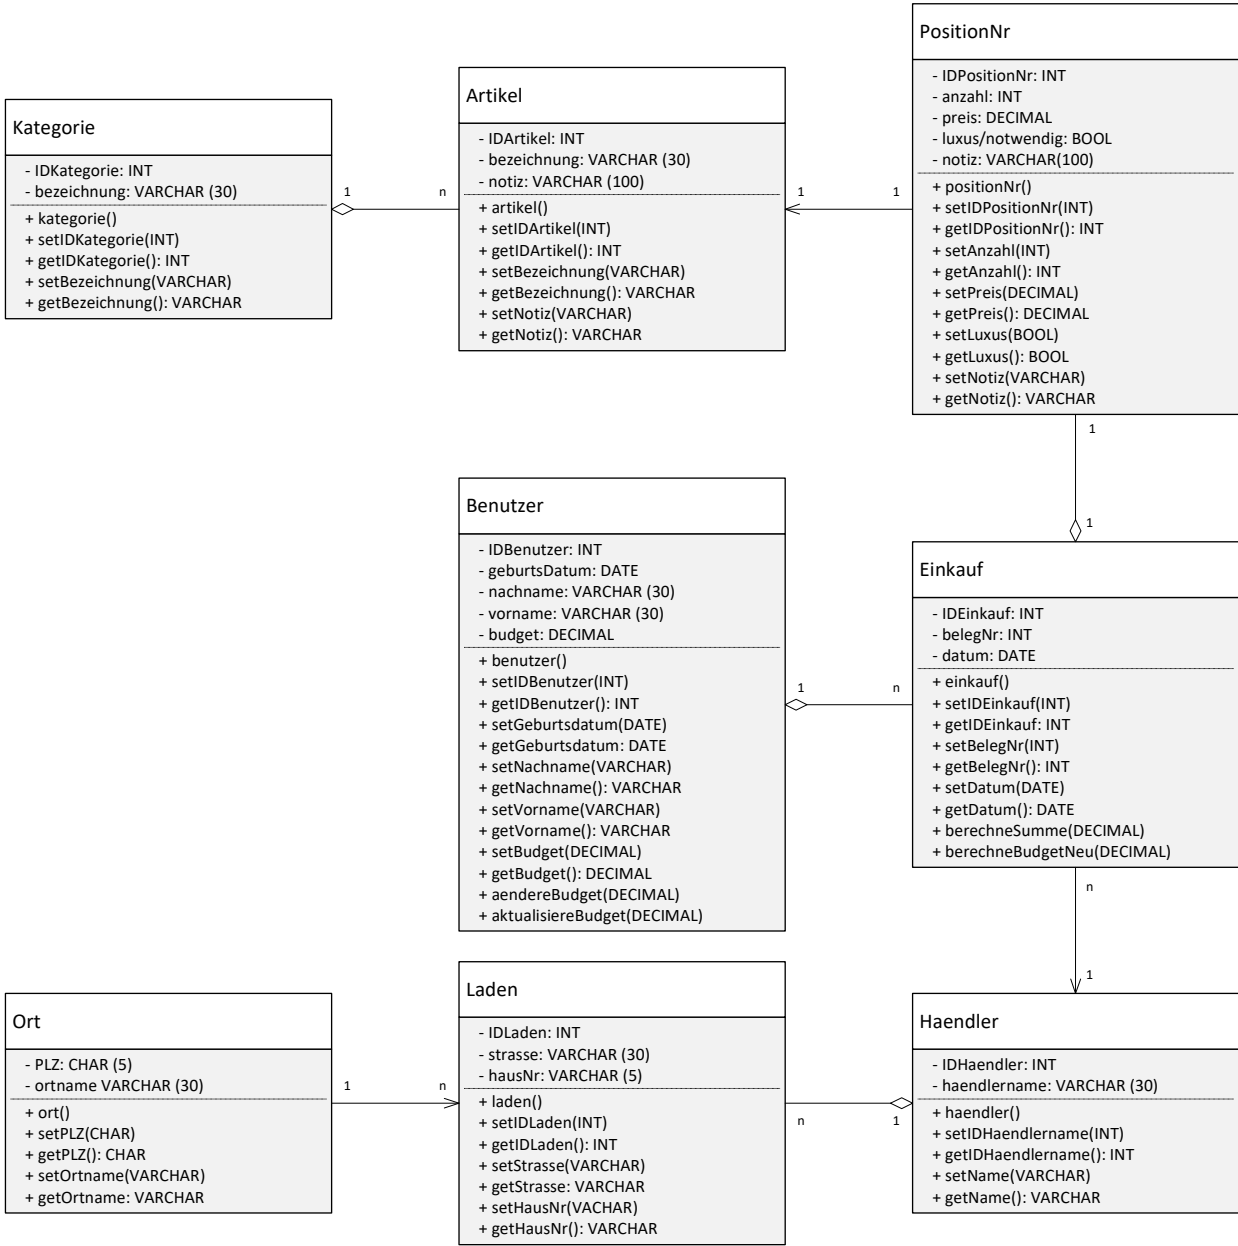 PositionNr
- IDPositionNr: INT
- anzahl: INT
- preis: DECIMAL
- luxus/notwendig: BOOL
- notiz: VARCHAR(100)
+ positionNr()
+ setIDPositionNr(INT)
+ getIDPositionNr(): INT
+ setAnzahl(INT)
+ getAnzahl(): INT
+ setPreis(DECIMAL)
+ getPreis(): DECIMAL
+ setLuxus(BOOL)
+ getLuxus(): BOOL
+ setNotiz(VARCHAR)
+ getNotiz(): VARCHAR
Artikel
- IDArtikel: INT
- bezeichnung: VARCHAR (30)
- notiz: VARCHAR (100)
+ artikel()
+ setIDArtikel(INT)
+ getIDArtikel(): INT
+ setBezeichnung(VARCHAR)
+ getBezeichnung(): VARCHAR
+ setNotiz(VARCHAR)
+ getNotiz(): VARCHAR
Kategorie
- IDKategorie: INT
- bezeichnung: VARCHAR (30)
+ kategorie()
+ setIDKategorie(INT)
+ getIDKategorie(): INT
+ setBezeichnung(VARCHAR)
+ getBezeichnung(): VARCHAR
1
n
1
1
1
1
Benutzer
- IDBenutzer: INT
- geburtsDatum: DATE
- nachname: VARCHAR (30)
- vorname: VARCHAR (30)
- budget: DECIMAL
+ benutzer()
+ setIDBenutzer(INT)
+ getIDBenutzer(): INT
+ setGeburtsdatum(DATE)
+ getGeburtsdatum: DATE
+ setNachname(VARCHAR)
+ getNachname(): VARCHAR
+ setVorname(VARCHAR)
+ getVorname(): VARCHAR
+ setBudget(DECIMAL)
+ getBudget(): DECIMAL
+ aendereBudget(DECIMAL)
+ aktualisiereBudget(DECIMAL)
1
n
Einkauf
- IDEinkauf: INT
- belegNr: INT
- datum: DATE
+ einkauf()
+ setIDEinkauf(INT)
+ getIDEinkauf: INT
+ setBelegNr(INT)
+ getBelegNr(): INT
+ setDatum(DATE)
+ getDatum(): DATE
+ berechneSumme(DECIMAL)
+ berechneBudgetNeu(DECIMAL)
n
1
Ort
- PLZ: CHAR (5)
- ortname VARCHAR (30)
+ ort()
+ setPLZ(CHAR)
+ getPLZ(): CHAR
+ setOrtname(VARCHAR)
+ getOrtname: VARCHAR
1
n
Laden
- IDLaden: INT
- strasse: VARCHAR (30)
- hausNr: VARCHAR (5)
+ laden()
+ setIDLaden(INT)
+ getIDLaden(): INT
+ setStrasse(VARCHAR)
+ getStrasse: VARCHAR
+ setHausNr(VACHAR)
+ getHausNr(): VARCHAR
n
1
Haendler
- IDHaendler: INT
- haendlername: VARCHAR (30)
+ haendler()
+ setIDHaendlername(INT)
+ getIDHaendlername(): INT
+ setName(VARCHAR)
+ getName(): VARCHAR